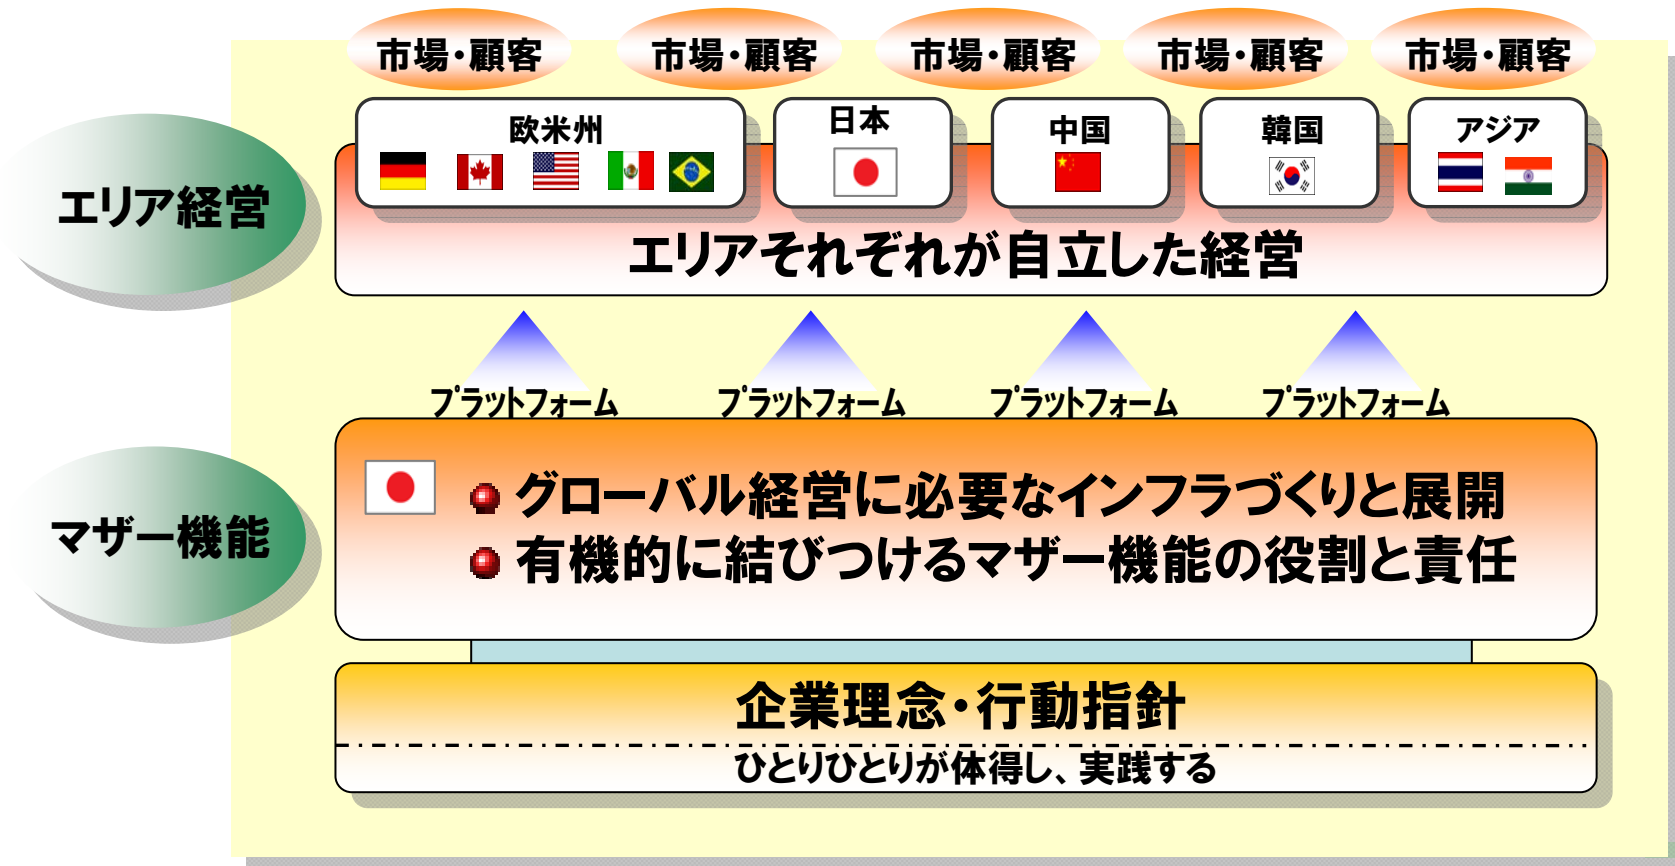 市場・顧客
市場・顧客
市場・顧客
市場・顧客
市場・顧客
欧米州
日本
中国
韓国
アジア
エリア経営
エリアそれぞれが自立した経営
プラットフォーム
プラットフォーム
プラットフォーム
プラットフォーム
マザー機能
グローバル経営に必要なインフラづくりと展開
有機的に結びつけるマザー機能の役割と責任
企業理念・行動指針
ひとりひとりが体得し、実践する